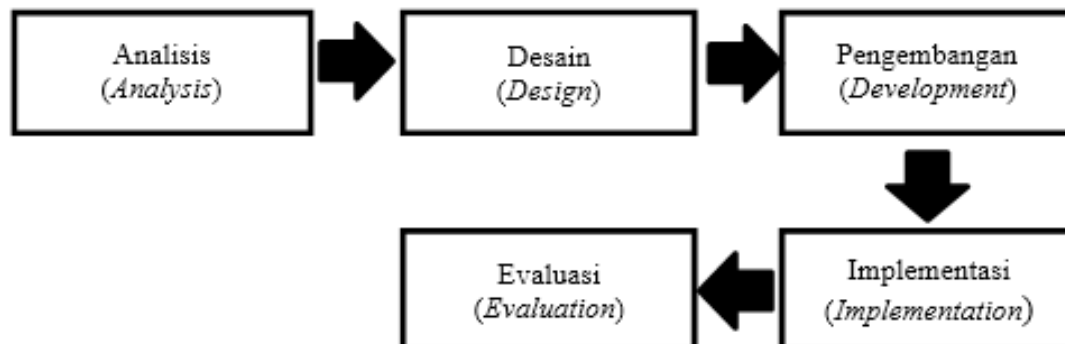 Analisis
(Analysis)
Desain
(Design)
Pengembangan
(Development)
Implementasi
(Implementation)
Evaluasi
(Evaluation)